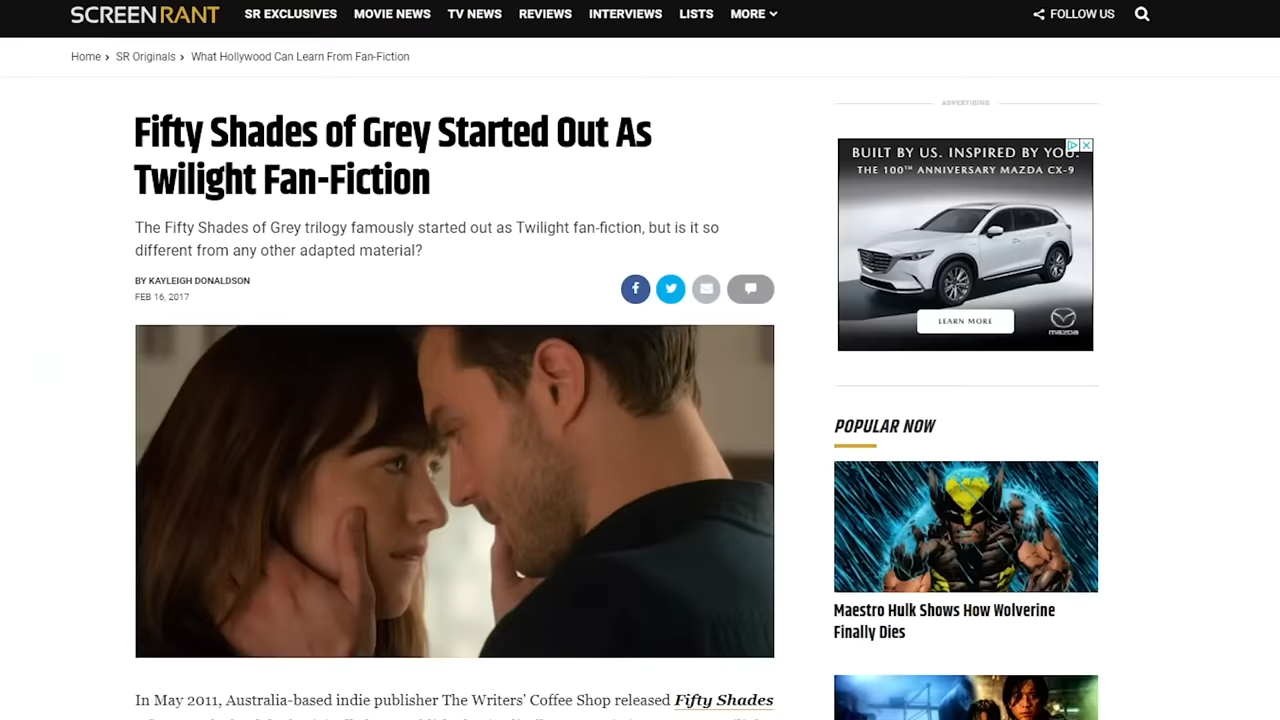 SCREENRANT SR EXCLUSIVES MOVIE NEWS TV NEWS REVIEWS INTERVIEWS LISTS MORE FOLLOW US
Home › SR Originals › What Hollywood Can Learn From Fan-Fiction
Fifty Shades of Grey Started Out As
Twilight Fan-Fiction
The Fifty Shades of Grey trilogy famously started out as Twilight fan-fiction, but is it so
different from any other adapted material?
BY KAYLEIGH DONALDSON
FEB 16, 2017
In May 2011, Australia-based indie publisher The Writers' Coffee Shop released Fifty Shades
ADVERTISING
BUILT BY US. INSPIRED BY YOU.
THE 100TH ANNIVERSARY MAZDA CX-9
LEARN MORE
mazda
POPULAR NOW
Maestro Hulk Shows How Wolverine
Finally Dies